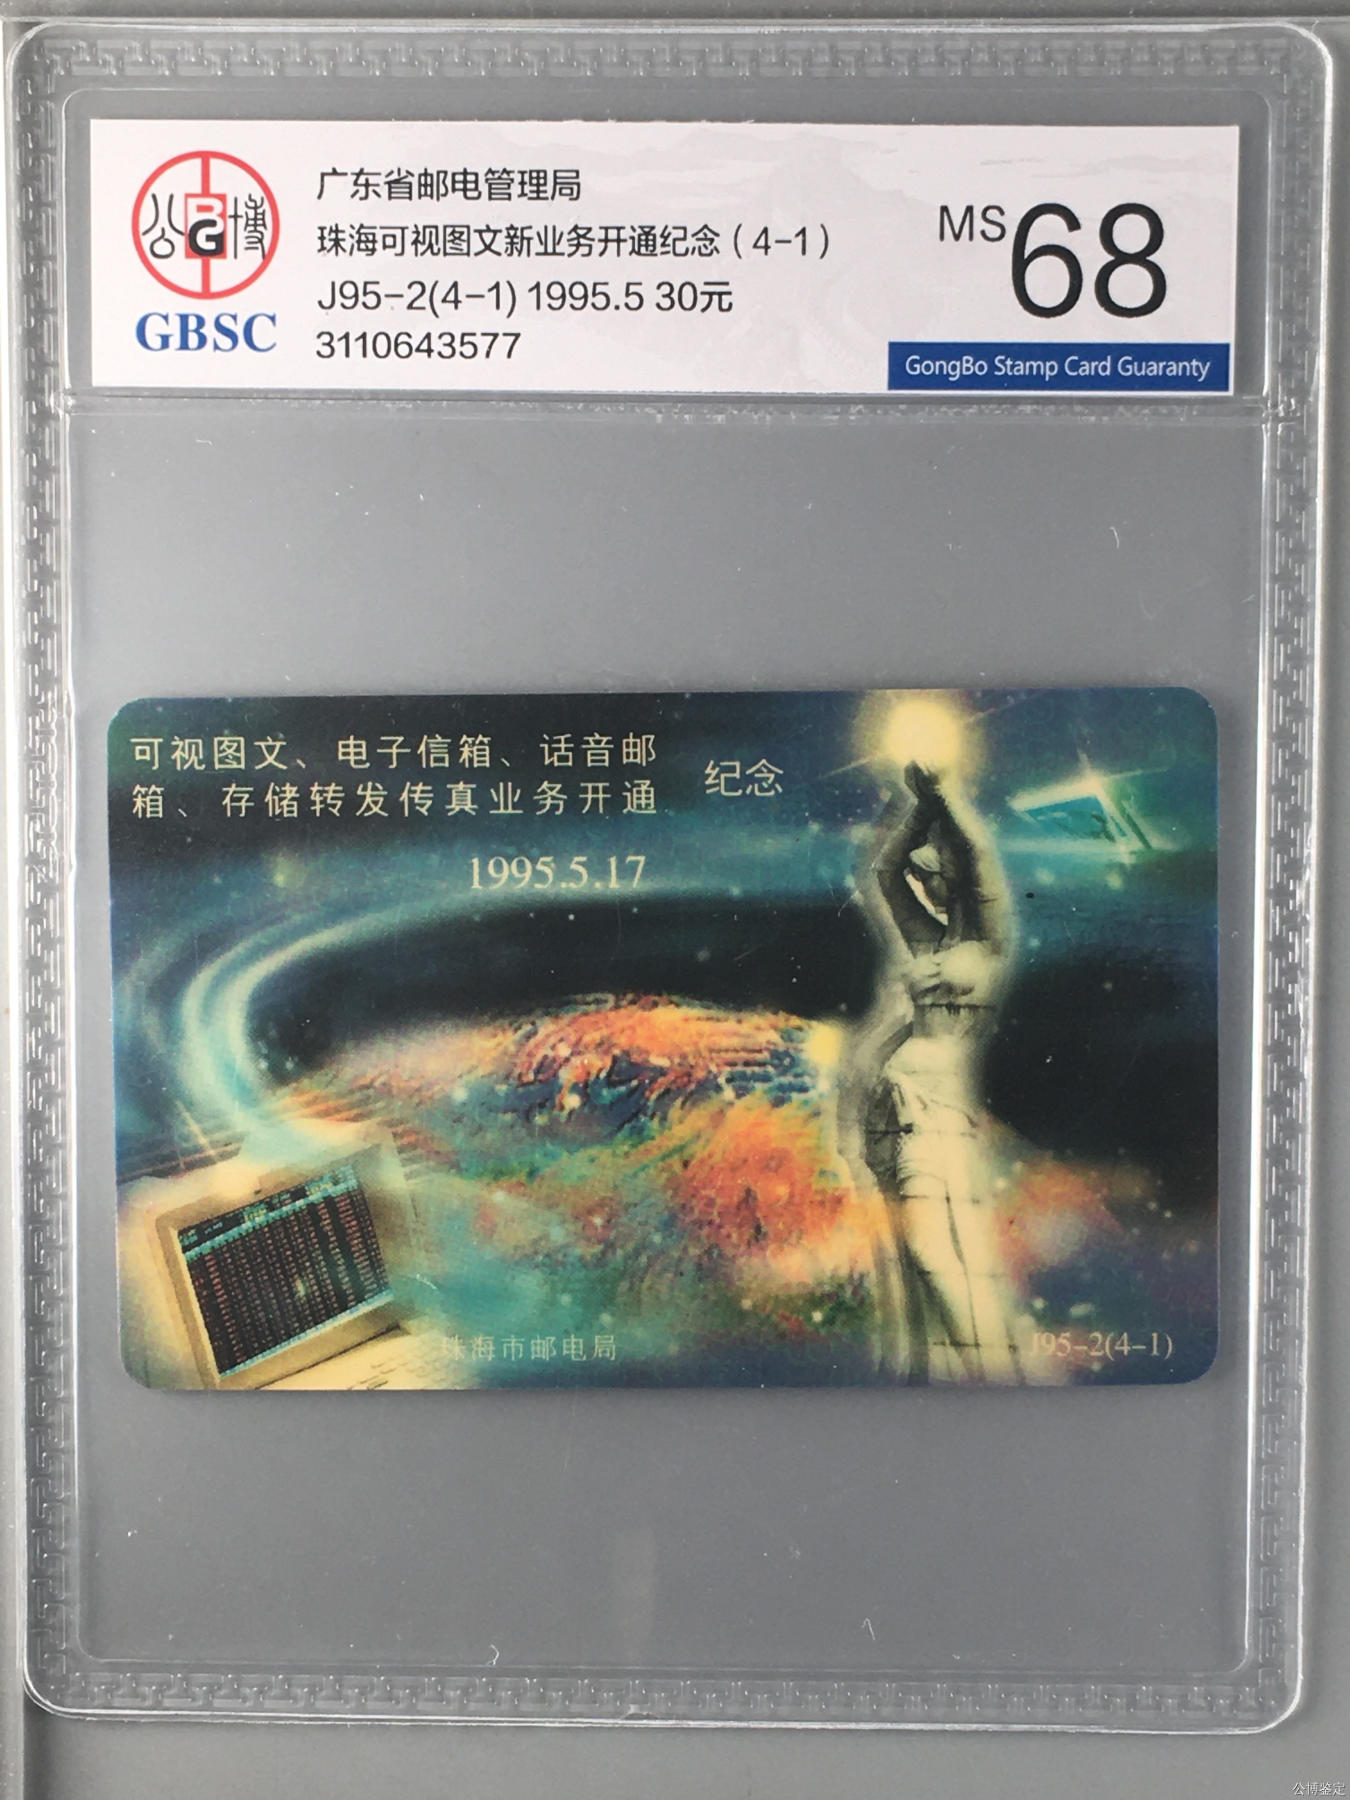 公博
BG
GBSC
广东省邮电管理局
珠海可视图文新业务开通纪念（4-1）
J95-2(4-1) 1995.5 30元
3110643577
MS 68
GongBo Stamp Card Guaranty
可视图文、电子信箱、话音邮
箱、存储转发传真业务开通
纪念
1995.5.17
珠海市邮电局
J95-2(4-1)
公博鉴定